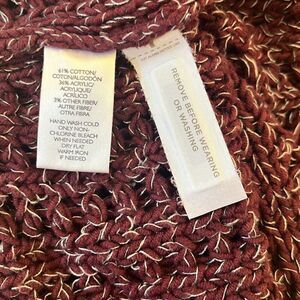 61% COTTON/
COTON/ALGODÓN
36% ACRYLIC/
ACRYLIQUE/
ACRÍLICO
3% OTHER FIBER/
AUTRE FIBRE/
OTRA FIBRA
HAND WASH COLD
ONLY NON-
CHLORINE BLEACH
WHEN NEEDED
DRY FLAT
WARM IRON
IF NEEDED
REMOVE BEFORE WEARING
OR WASHING